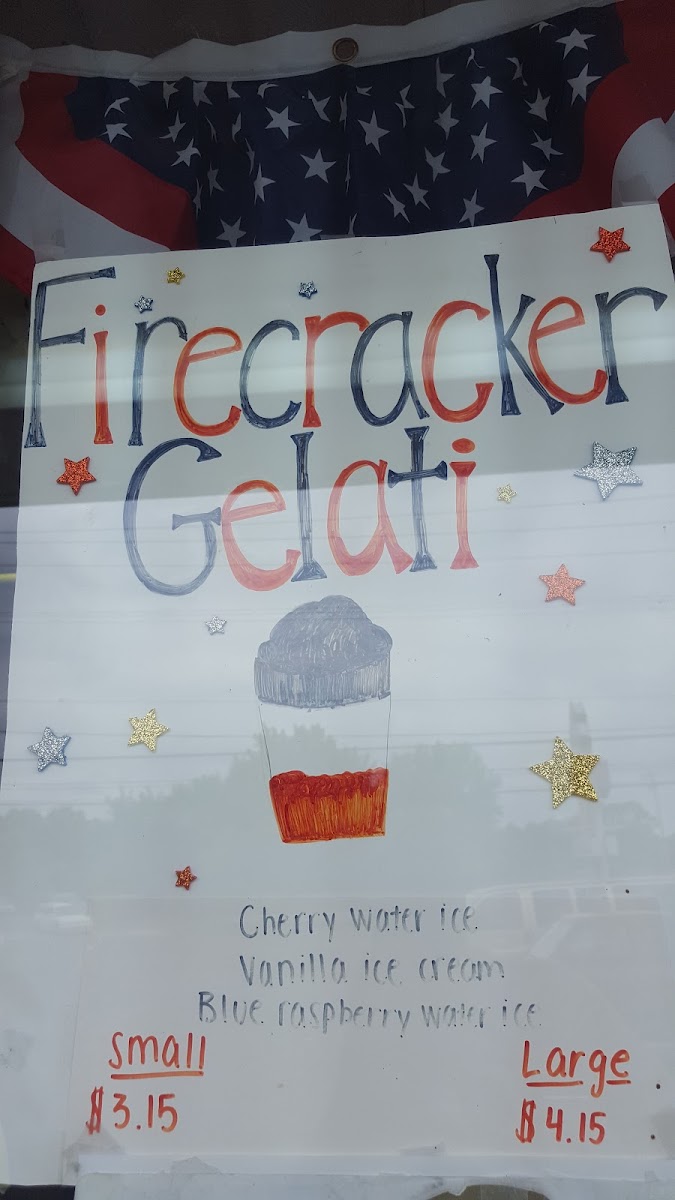 Firecracker
Gelati
Cherry water ice
Vanilla ice cream
Blue raspberry water ice
Small
$3.15
Large
$4.15